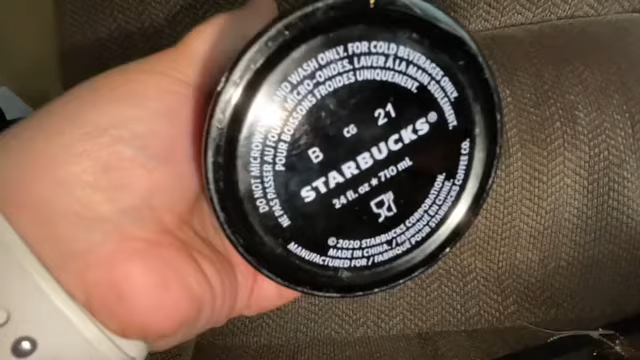 DO NOT MICROWAVE. HAND WASH ONLY. FOR COLD BEVERAGES ONLY.
NE PAS PASSER AU FOUR MICRO-ONDES. LAVER À LA MAIN SEULEMENT.
POUR BOISSONS FROIDES UNIQUEMENT.
B CG 21
STARBUCKS®
24 fl. oz ★ 710 mL
©2020 STARBUCKS CORPORATION.
MADE IN CHINA. / FABRIQUÉ EN CHINE.
MANUFACTURED FOR / FABRIQUÉ POUR STARBUCKS COFFEE CO.